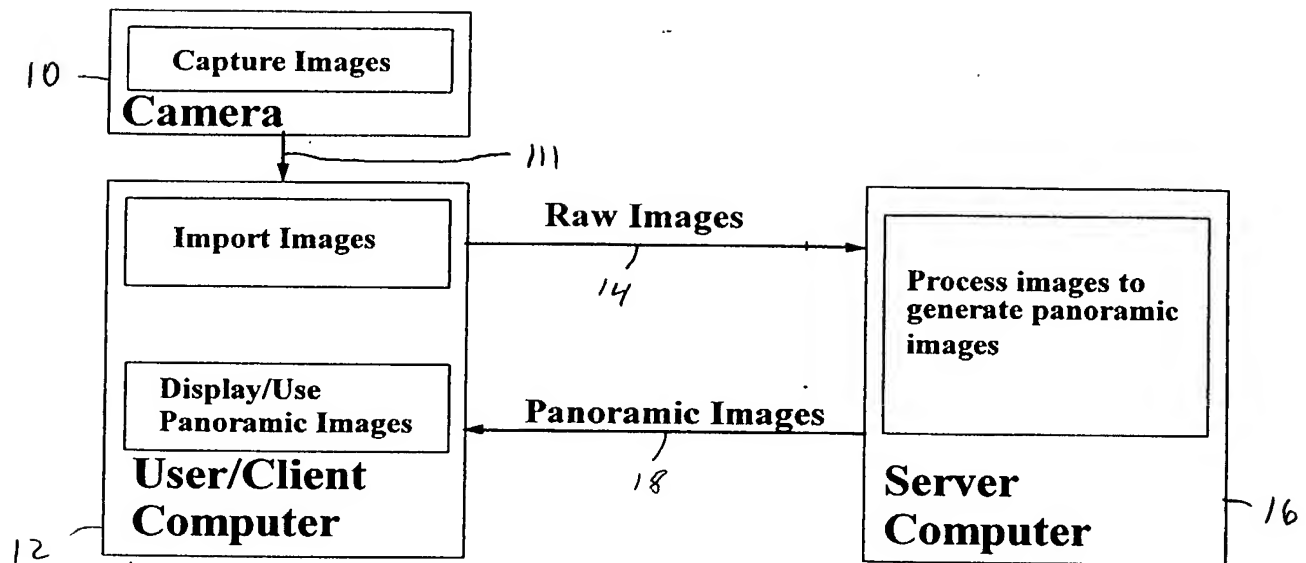 10
Capture Images
Camera
111
Import Images
Raw Images
14
Process images to
generate panoramic
images
Display/Use
Panoramic Images
Panoramic Images
18
User/Client
Computer
12
Server
Computer
16